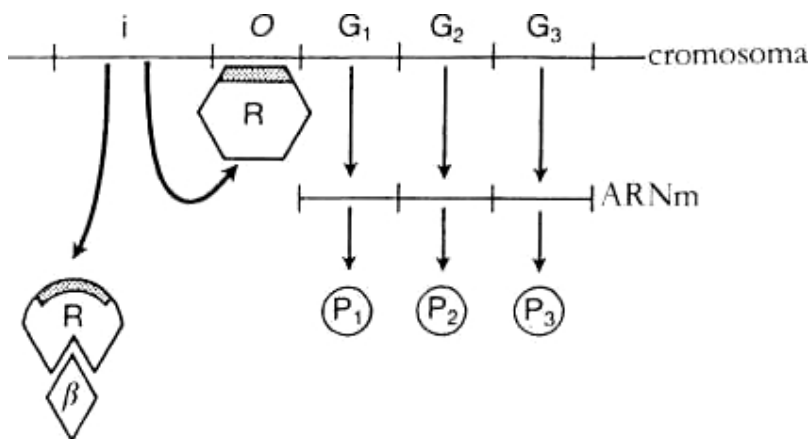 i O G₁ G₂ G₃
cromosoma
R
ARNm
P₁ P₂ P₃
R
β